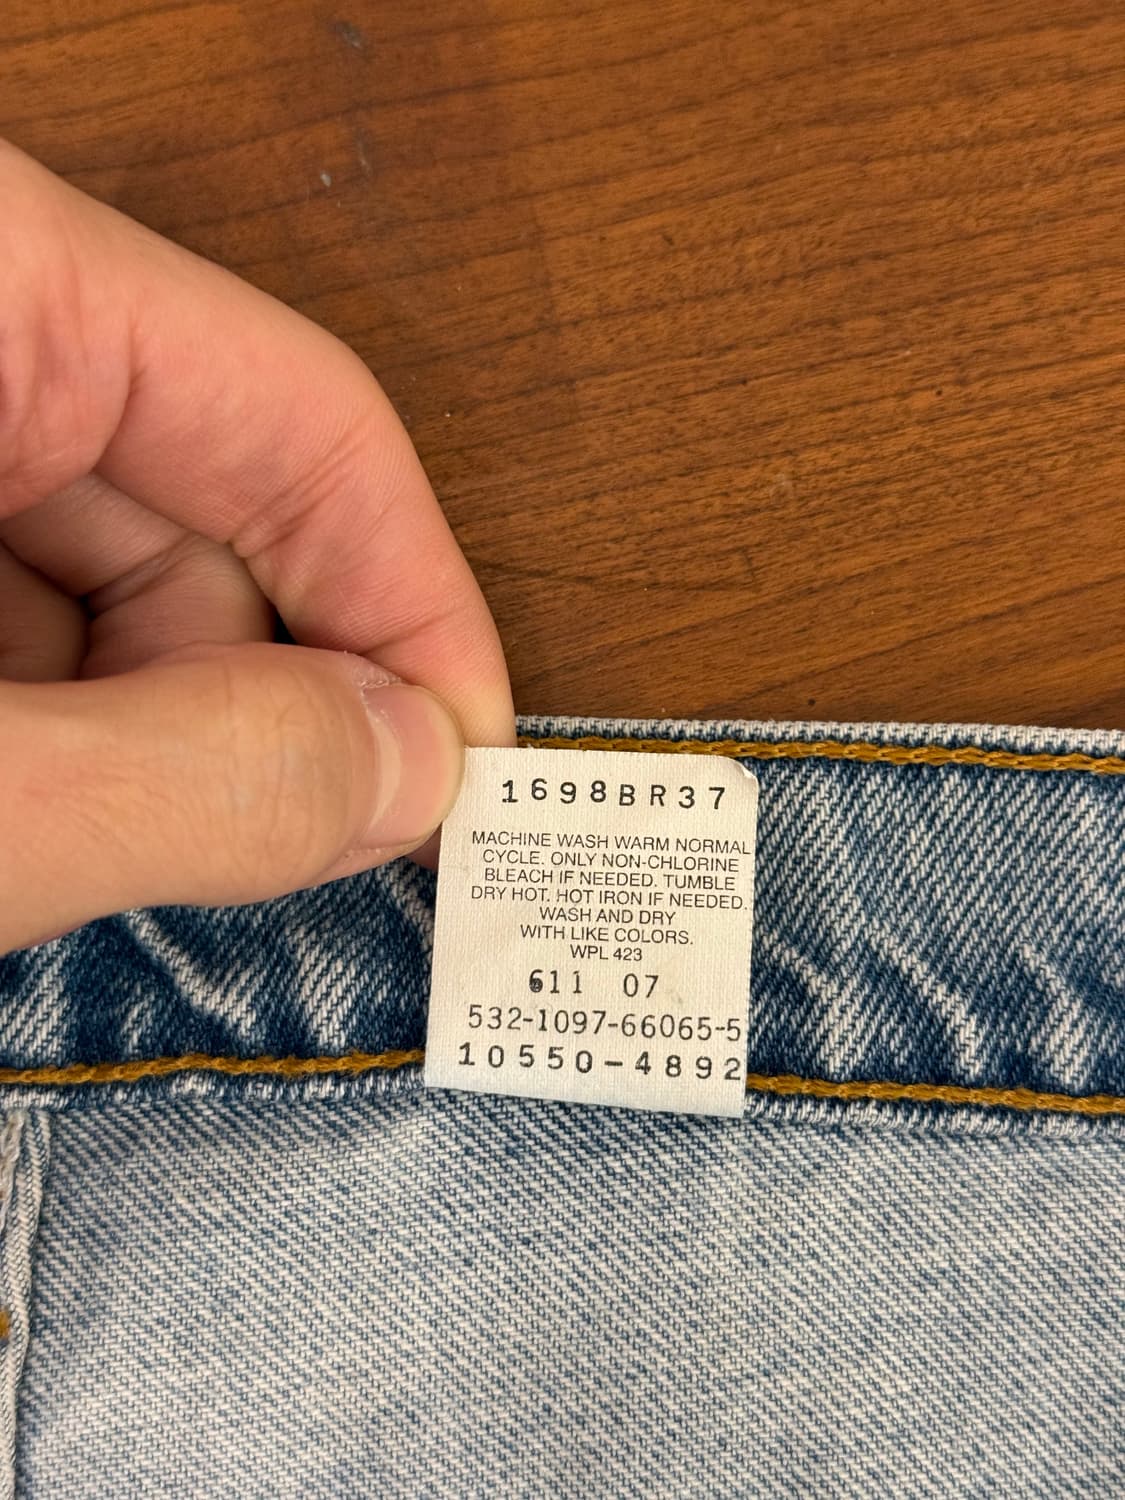 1698BR37
MACHINE WASH WARM NORMAL
CYCLE. ONLY NON-CHLORINE
BLEACH IF NEEDED. TUMBLE
DRY HOT. HOT IRON IF NEEDED.
WASH AND DRY
WITH LIKE COLORS.
WPL 423
611 07
532-1097-66065-5
10550-4892